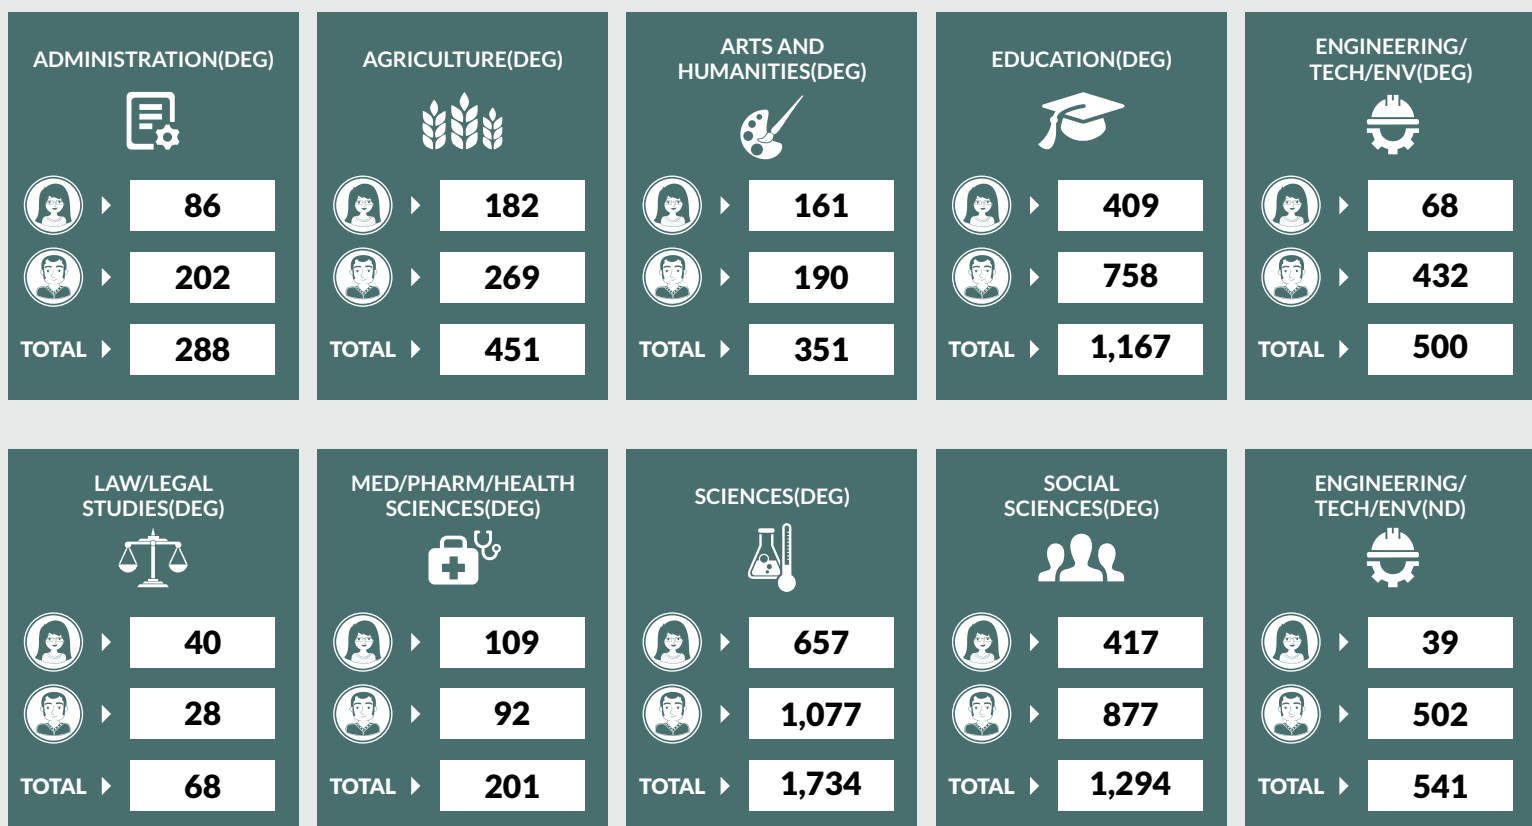 ADMINISTRATION(DEG)
86
202
TOTAL 288
AGRICULTURE(DEG)
182
269
TOTAL 451
ARTS AND
HUMANITIES(DEG)
161
190
TOTAL 351
EDUCATION(DEG)
409
758
TOTAL 1,167
ENGINEERING/
TECH/ENV(DEG)
68
432
TOTAL 500
LAW/LEGAL
STUDIES(DEG)
40
28
TOTAL 68
MED/PHARM/HEALTH
SCIENCES(DEG)
109
92
TOTAL 201
SCIENCES(DEG)
657
1,077
TOTAL 1,734
SOCIAL
SCIENCES(DEG)
417
877
TOTAL 1,294
ENGINEERING/
TECH/ENV(ND)
39
502
TOTAL 541